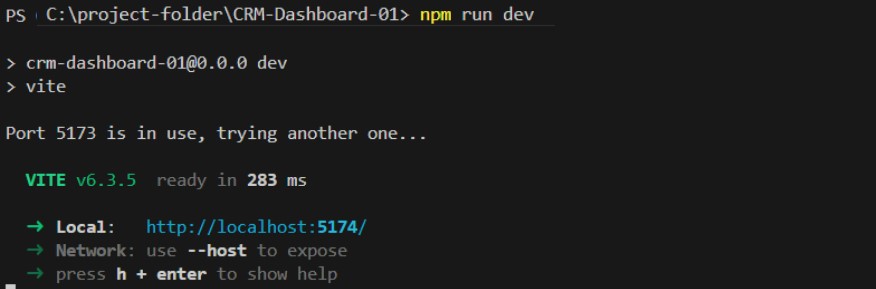 PS C:\project-folder\CRM-Dashboard-01> npm run dev
> crm-dashboard-01@0.0.0 dev
> vite
Port 5173 is in use, trying another one...
VITE v6.3.5 ready in 283 ms
→ Local: http://localhost:5174/
→ Network: use --host to expose
→ press h + enter to show help